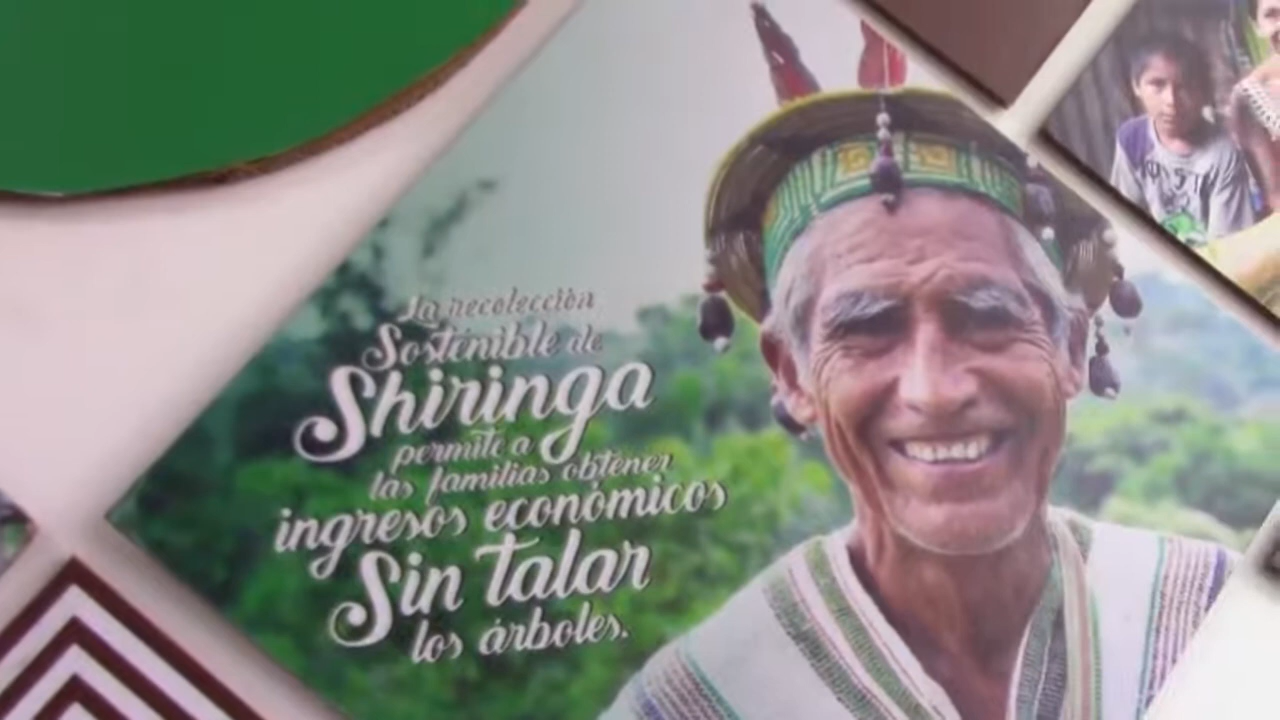 La recolección
Sostenible de
Shiringa
permite a
las familias obtener
ingresos económicos
Sin talar
los árboles.